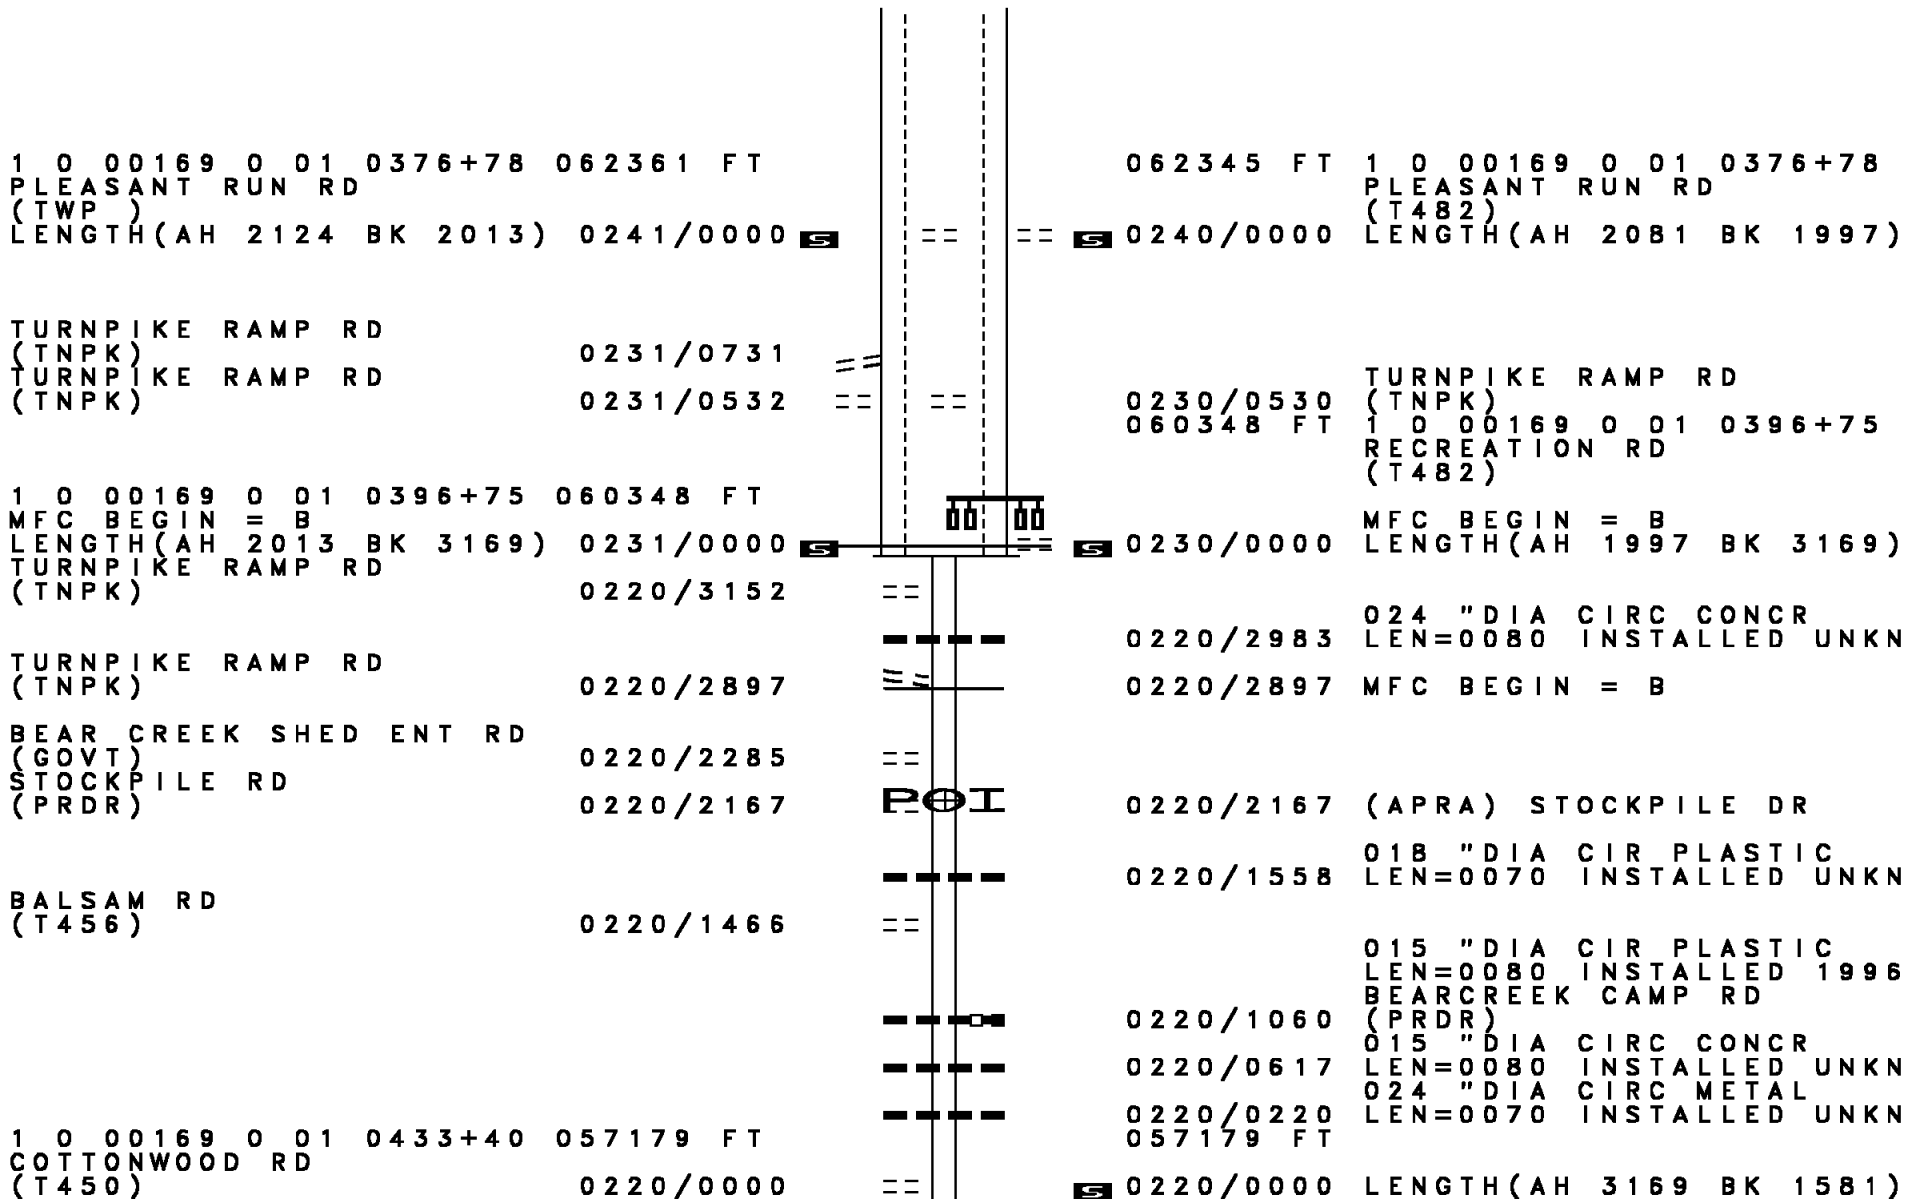 1 0 00169 0 01 0376+78 062361 FT 062345 FT 1 0 00169 0 01 0376+78
PLEASANT RUN RD PLEASANT RUN RD
(TWP ) (T482)
LENGTH(AH 2124 BK 2013) 0241/0000 S S 0240/0000 LENGTH(AH 2081 BK 1997)
TURNPIKE RAMP RD
(TNPK) 0231/0731
TURNPIKE RAMP RD TURNPIKE RAMP RD
(TNPK) 0231/0532 0230/0530 (TNPK)
060348 FT 1 0 00169 0 01 0396+75
RECREATION RD
(T482)
1 0 00169 0 01 0396+75 060348 FT
MFC BEGIN = B MFC BEGIN = B
LENGTH(AH 2013 BK 3169) 0231/0000 S S 0230/0000 LENGTH(AH 1997 BK 3169)
TURNPIKE RAMP RD
(TNPK) 0220/3152
024 "DIA CIRC CONCR
0220/2983 LEN=0080 INSTALLED UNKN
TURNPIKE RAMP RD
(TNPK) 0220/2897 0220/2897 MFC BEGIN = B
BEAR CREEK SHED ENT RD
(GOVT) 0220/2285
STOCKPILE RD
(PRDR) 0220/2167 POI 0220/2167 (APRA) STOCKPILE DR
018 "DIA CIR PLASTIC
0220/1558 LEN=0070 INSTALLED UNKN
BALSAM RD
(T456) 0220/1466
015 "DIA CIR PLASTIC
LEN=0080 INSTALLED 1996
BEARCREEK CAMP RD
0220/1060 (PRDR)
015 "DIA CIRC CONCR
0220/0617 LEN=0080 INSTALLED UNKN
024 "DIA CIRC METAL
0220/0220 LEN=0070 INSTALLED UNKN
1 0 00169 0 01 0433+40 057179 FT 057179 FT
COTTONWOOD RD
(T450) 0220/0000 S 0220/0000 LENGTH(AH 3169 BK 1581)